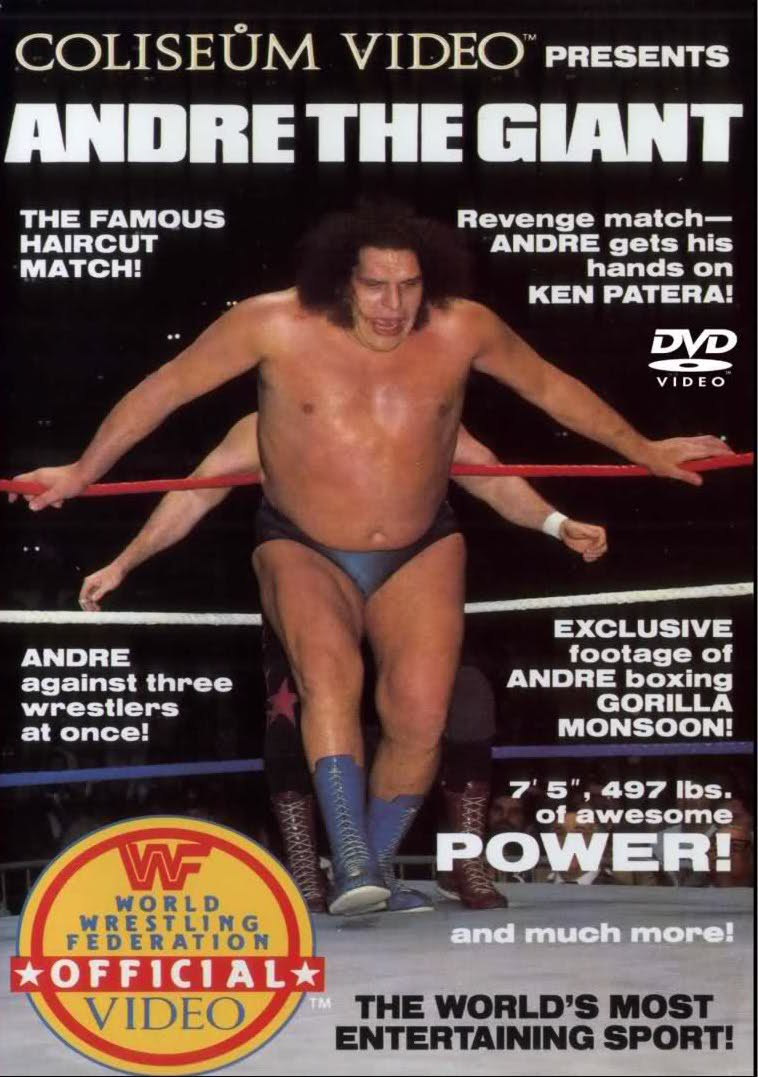 COLISEŮM VIDEO™ PRESENTS
ANDRE THE GIANT
THE FAMOUS
HAIRCUT
MATCH!
Revenge match—
ANDRE gets his
hands on
KEN PATERA!
DVD
VIDEO™
ANDRE
against three
wrestlers
at once!
EXCLUSIVE
footage of
ANDRE boxing
GORILLA
MONSOON!
7' 5", 497 lbs.
of awesome
POWER!
and much more!
WF
WORLD
WRESTLING
FEDERATION
★OFFICIAL★
VIDEO
TM
THE WORLD'S MOST
ENTERTAINING SPORT!